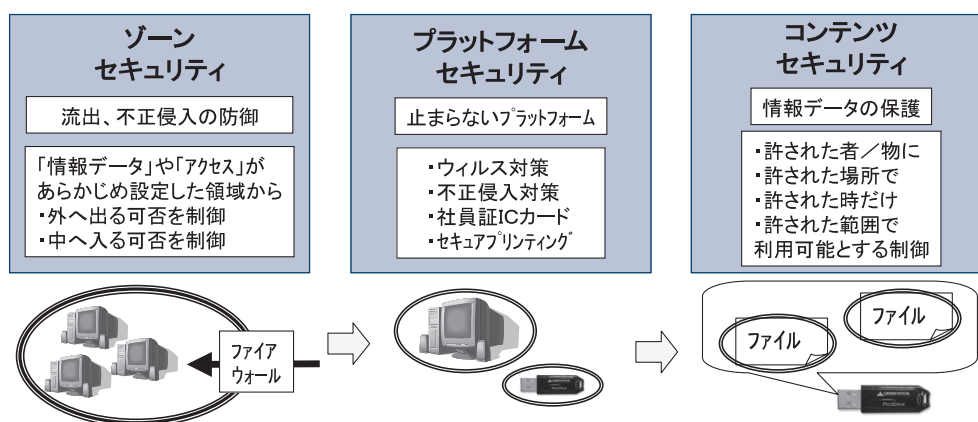 ゾーン
セキュリティ
流出、不正侵入の防御
「情報データ」や「アクセス」が
あらかじめ設定した領域から
・外へ出る可否を制御
・中へ入る可否を制御
ファイア
ウォール
プラットフォーム
セキュリティ
止まらないプラットフォーム
・ウィルス対策
・不正侵入対策
・社員証ICカード
・セキュアプリンティング
コンテンツ
セキュリティ
情報データの保護
・許された者／物に
・許された場所で
・許された時だけ
・許された範囲で
利用可能とする制御
ファイル
ファイル